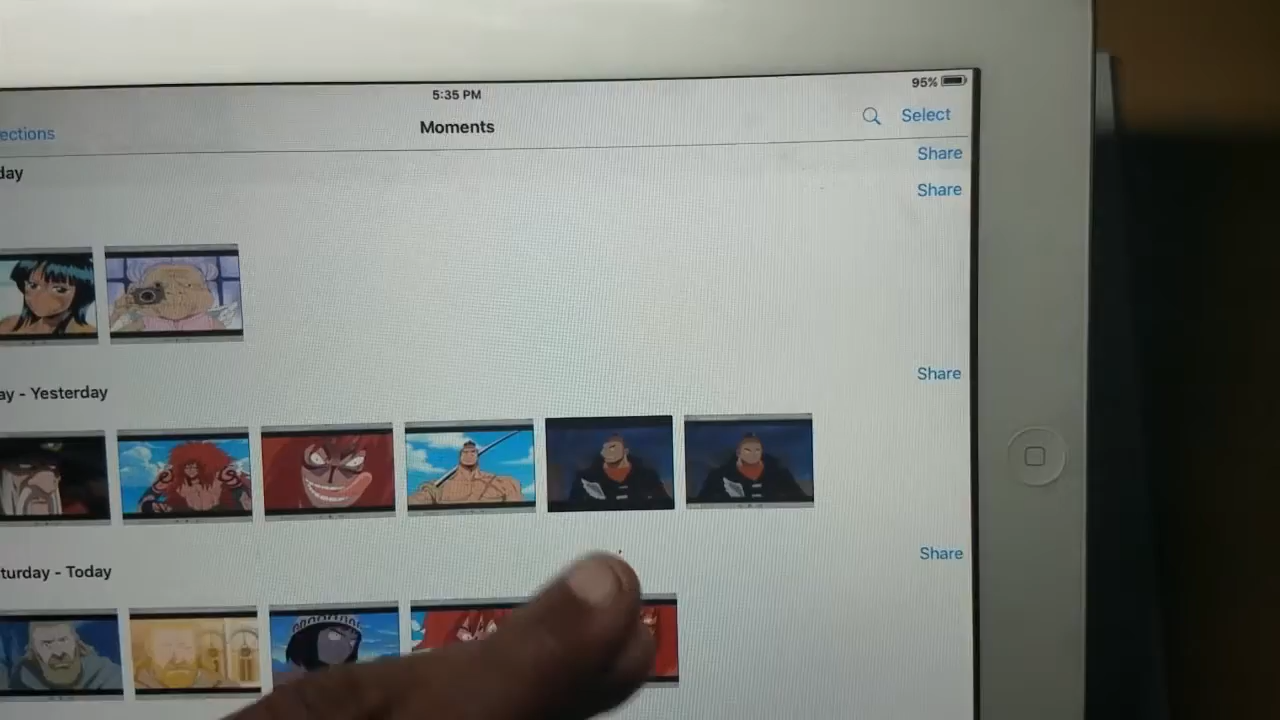 5:35 PM
95%
ections
Moments
Select
Share
day
Share
Share
ay - Yesterday
Share
turday - Today